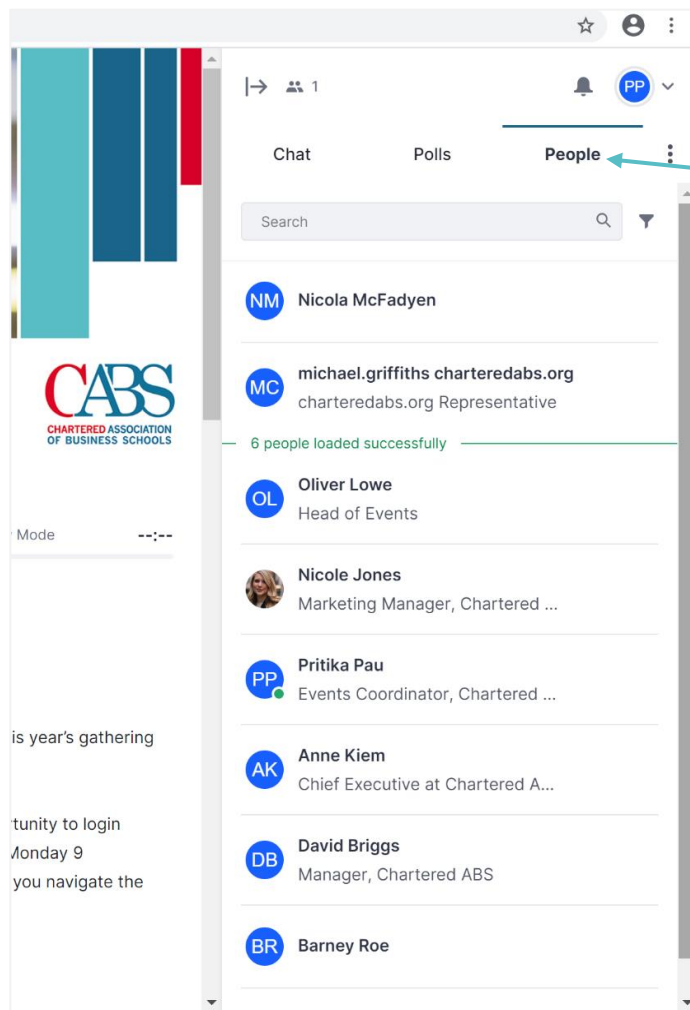 1
PP
Chat Polls People
Search
NM
Nicola McFadyen
MC
michael.griffiths charteredabs.org
charteredabs.org Representative
6 people loaded successfully
OL
Oliver Lowe
Head of Events
Nicole Jones
Marketing Manager, Chartered ...
PP
Pritika Pau
Events Coordinator, Chartered ...
AK
Anne Kiem
Chief Executive at Chartered A...
DB
David Briggs
Manager, Chartered ABS
BR
Barney Roe
CABS
CHARTERED ASSOCIATION
OF BUSINESS SCHOOLS
Mode --:--
is year's gathering
tunity to login
Monday 9
you navigate the